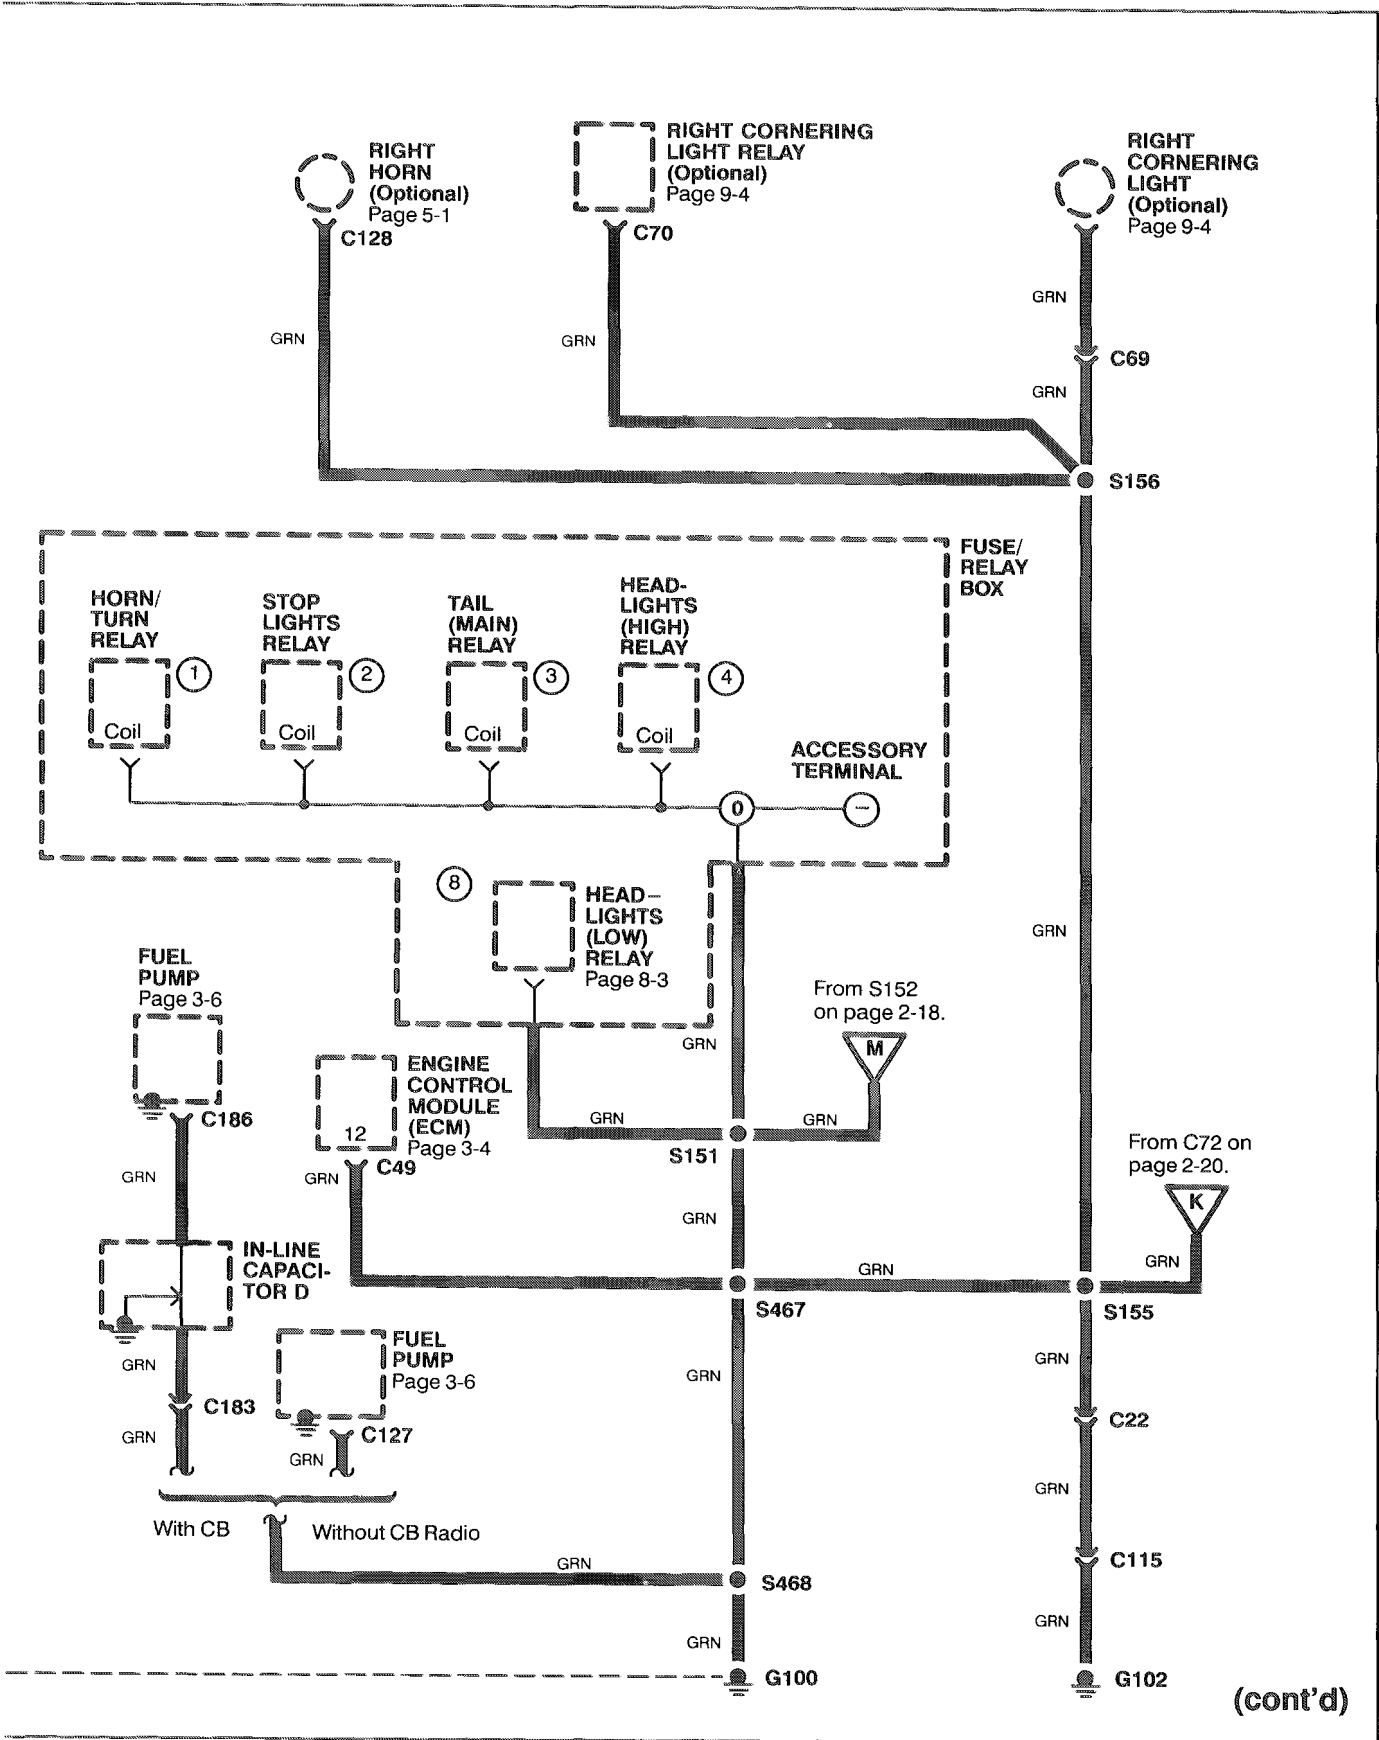 RIGHT
HORN
(Optional)
Page 5-1
C128
RIGHT CORNERING
LIGHT RELAY
(Optional)
Page 9-4
C70
RIGHT
CORNERING
LIGHT
(Optional)
Page 9-4
GRN
GRN
GRN
C69
GRN
S156
FUSE/
RELAY
BOX
HORN/
TURN
RELAY
1
Coil
STOP
LIGHTS
RELAY
2
Coil
TAIL
(MAIN)
RELAY
3
Coil
HEAD-
LIGHTS
(HIGH)
RELAY
4
Coil
ACCESSORY
TERMINAL
0
−
8
HEAD–
LIGHTS
(LOW)
RELAY
Page 8-3
GRN
FUEL
PUMP
Page 3-6
C186
GRN
ENGINE
CONTROL
MODULE
(ECM)
Page 3-4
12
C49
GRN
GRN
GRN
From S152
on page 2-18.
M
GRN
S151
GRN
From C72 on
page 2-20.
K
GRN
IN-LINE
CAPACI-
TOR D
GRN
S467
S155
GRN
C183
GRN
FUEL
PUMP
Page 3-6
C127
GRN
GRN
GRN
C22
GRN
With CB
Without CB Radio
GRN
S468
C115
GRN
GRN
G100
G102
(cont'd)